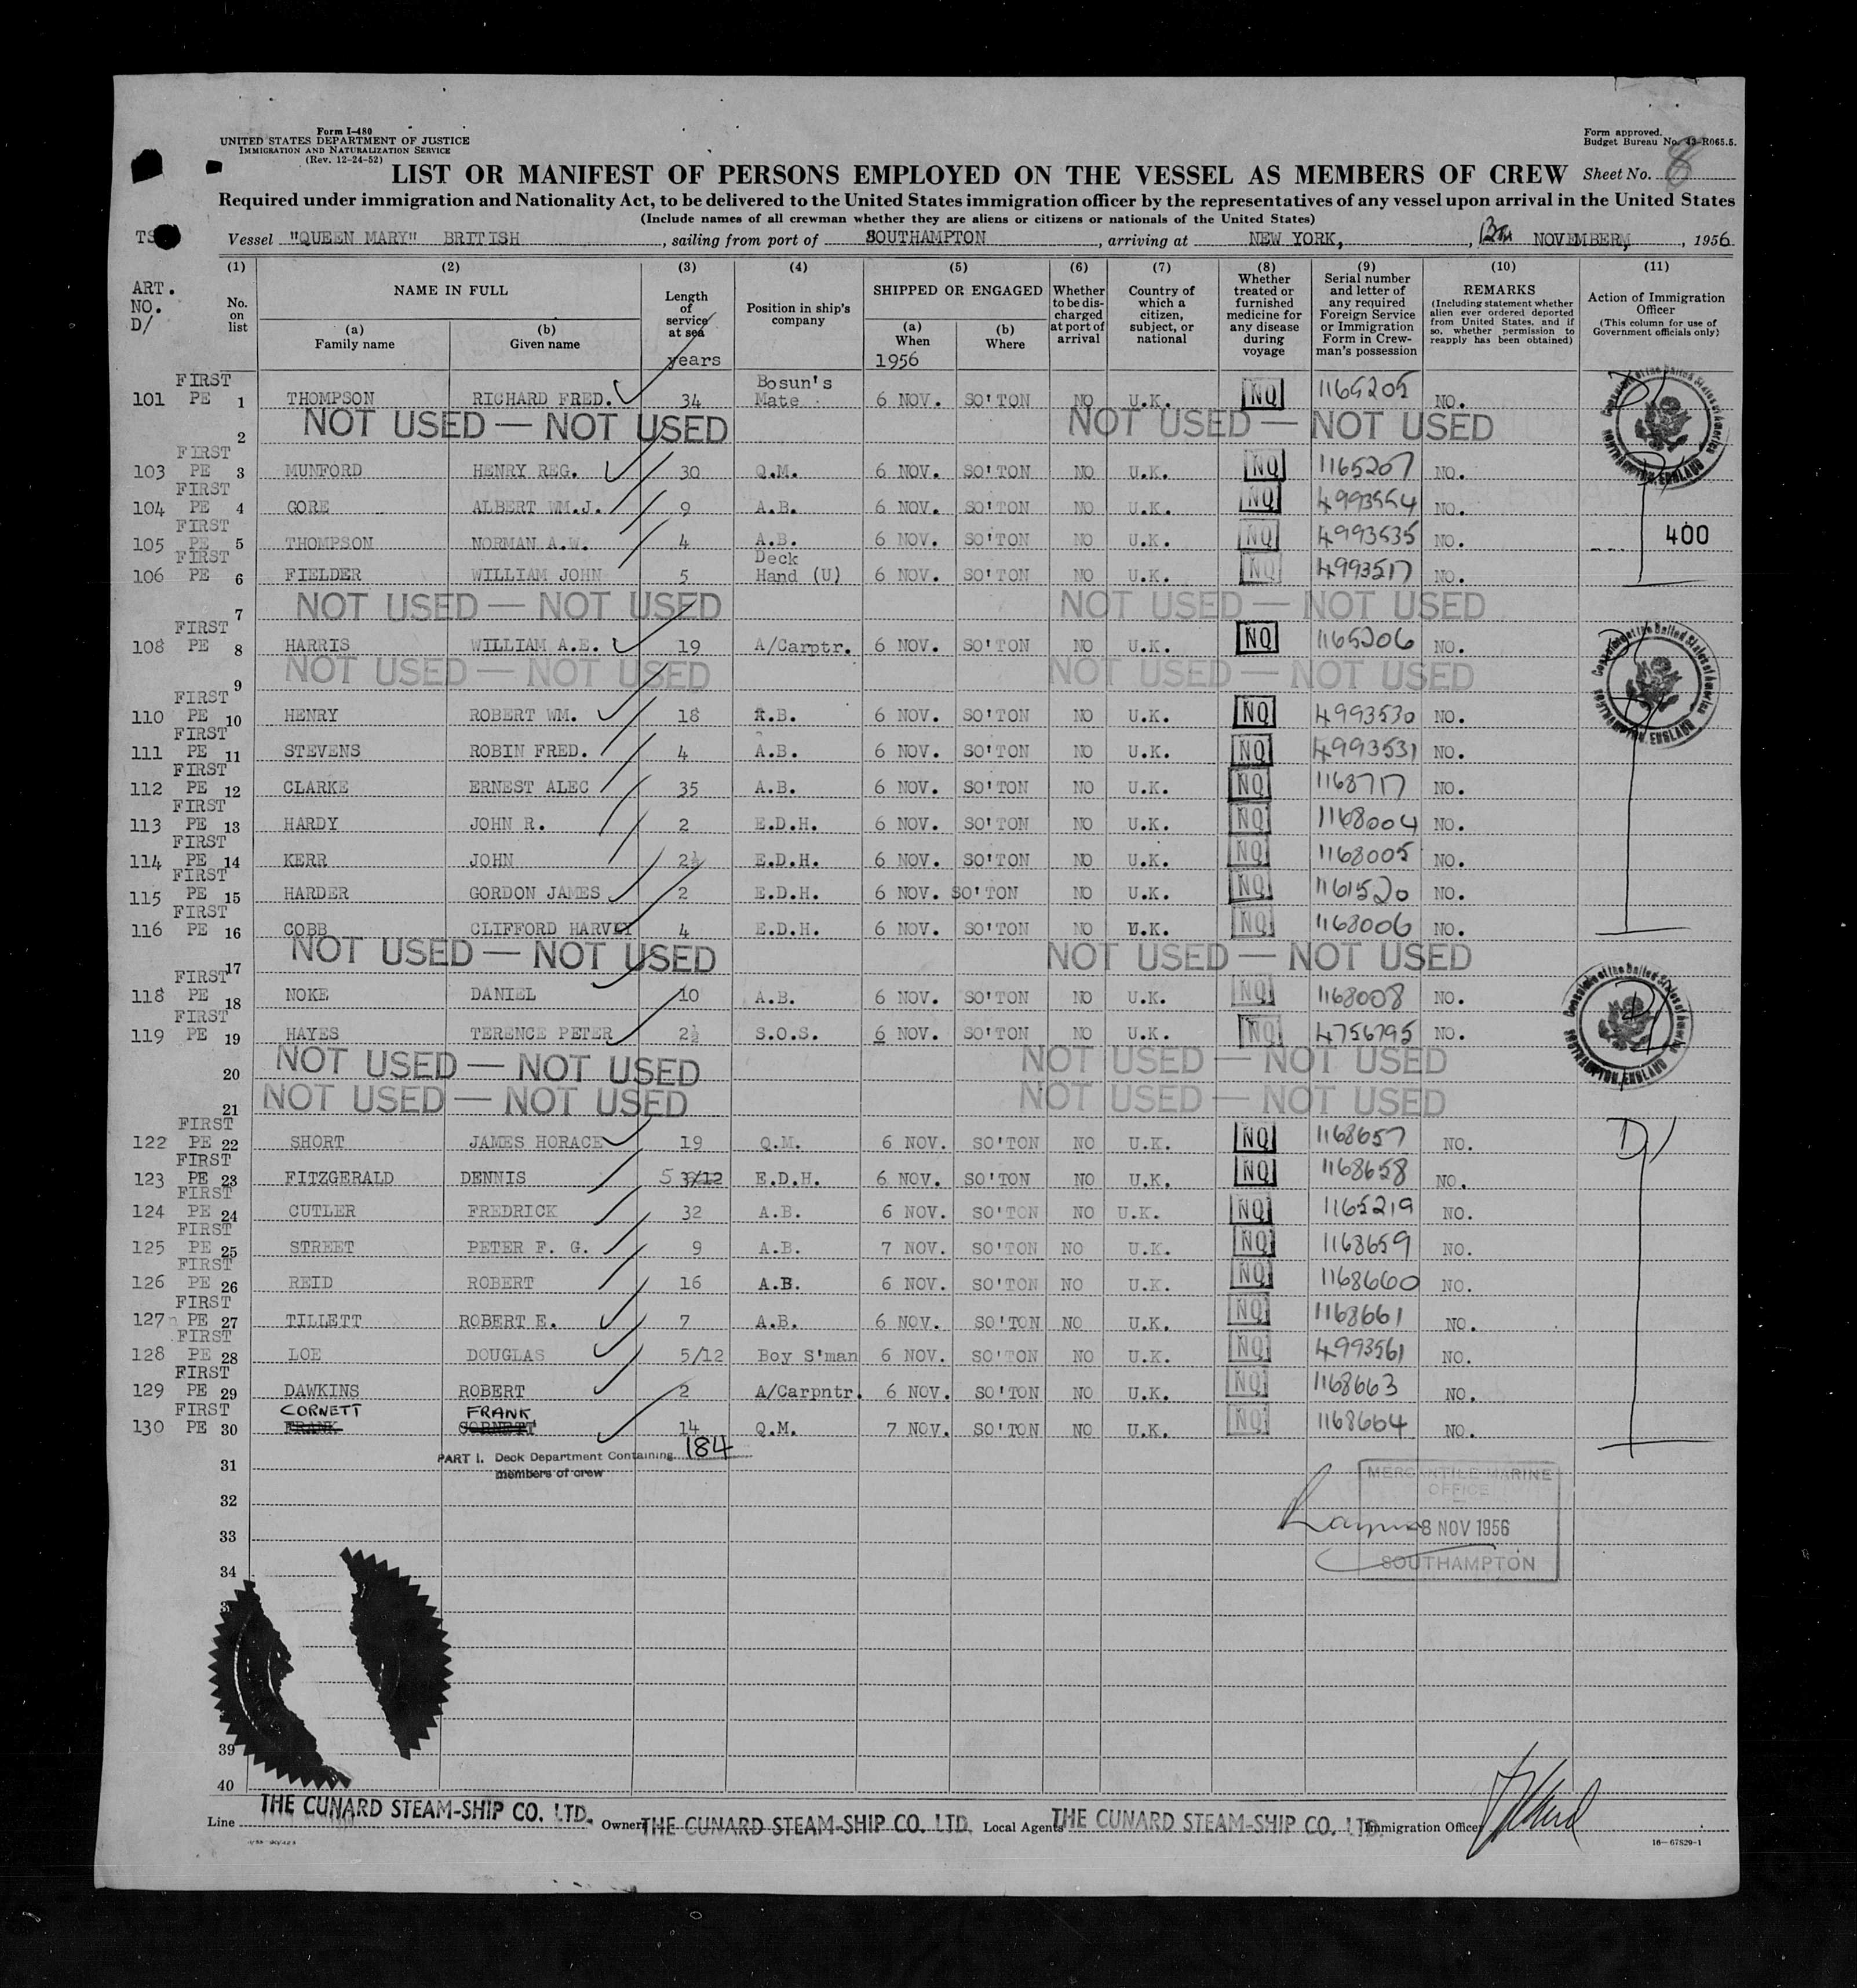 Form I-480
UNITED STATES DEPARTMENT OF JUSTICE
IMMIGRATION AND NATURALIZATION SERVICE
(Rev. 12-24-52)
Form approved.
Budget Bureau No. 43-R065.5.
LIST OR MANIFEST OF PERSONS EMPLOYED ON THE VESSEL AS MEMBERS OF CREW Sheet No. 8
Required under immigration and Nationality Act, to be delivered to the United States immigration officer by the representatives of any vessel upon arrival in the United States
(Include names of all crewman whether they are aliens or citizens or nationals of the United States)
Vessel "QUEEN MARY" BRITISH, sailing from port of SOUTHAMPTON, arriving at NEW YORK, NOVEMBER, 1956
ART. NO. D/
(1) No. on list
(2) NAME IN FULL
(a) Family name
(b) Given name
(3) Length of service at sea
years
(4) Position in ship's company
(5) SHIPPED OR ENGAGED
(a) When
1956
(b) Where
(6) Whether to be discharged at port of arrival
(7) Country of which a citizen, subject, or national
(8) Whether treated or furnished medicine for any disease during voyage
(9) Serial number and letter of any required Foreign Service or Immigration Form in Crewman's possession
(10) REMARKS
(Including statement whether alien ever ordered deported from United States, and if so, whether permission to reapply has been obtained)
(11) Action of Immigration Officer
(This column for use of Government officials only)
101 FIRST PE 1 THOMPSON RICHARD FRED. 34 Bosun's Mate 6 NOV. SO'TON NO U.K. NO 1165205 NO.
2 NOT USED — NOT USED NOT USED — NOT USED
103 FIRST PE 3 MUNFORD HENRY REG. 30 Q.M. 6 NOV. SO'TON NO U.K. NO 1165207 NO.
104 FIRST PE 4 GORE ALBERT WM.J. 9 A.B. 6 NOV. SO'TON NO U.K. NO 4993554 NO.
105 FIRST PE 5 THOMPSON NORMAN A.W. 4 A.B. 6 NOV. SO'TON NO U.K. NO 4993535 NO. 400
106 FIRST PE 6 FIELDER WILLIAM JOHN 5 Deck Hand (U) 6 NOV. SO'TON NO U.K. NO 4993517 NO.
7 NOT USED — NOT USED NOT USED — NOT USED
108 FIRST PE 8 HARRIS WILLIAM A.E. 19 A/Carptr. 6 NOV. SO'TON NO U.K. NO 1165206 NO.
9 NOT USED — NOT USED NOT USED — NOT USED
110 FIRST PE 10 HENRY ROBERT WM. 18 A.B. 6 NOV. SO'TON NO U.K. NO 4993530 NO.
111 FIRST PE 11 STEVENS ROBIN FRED. 4 A.B. 6 NOV. SO'TON NO U.K. NO 4993531 NO.
112 FIRST PE 12 CLARKE ERNEST ALEC 35 A.B. 6 NOV. SO'TON NO U.K. NO 1168717 NO.
113 FIRST PE 13 HARDY JOHN R. 2 E.D.H. 6 NOV. SO'TON NO U.K. NO 1168004 NO.
114 FIRST PE 14 KERR JOHN 2½ E.D.H. 6 NOV. SO'TON NO U.K. NO 1168005 NO.
115 FIRST PE 15 HARDER GORDON JAMES 2 E.D.H. 6 NOV. SO'TON NO U.K. NO 1161520 NO.
116 FIRST PE 16 COBB CLIFFORD HARVEY 4 E.D.H. 6 NOV. SO'TON NO U.K. NO 1168006 NO.
17 NOT USED — NOT USED NOT USED — NOT USED
118 FIRST PE 18 NOKE DANIEL 10 A.B. 6 NOV. SO'TON NO U.K. NO 1168008 NO.
119 FIRST PE 19 HAYES TERENCE PETER 2½ S.O.S. 6 NOV. SO'TON NO U.K. NO 4756795 NO.
20 NOT USED — NOT USED NOT USED — NOT USED
21 NOT USED — NOT USED NOT USED — NOT USED
122 FIRST PE 22 SHORT JAMES HORACE 19 Q.M. 6 NOV. SO'TON NO U.K. NO 1168657 NO.
123 FIRST PE 23 FITZGERALD DENNIS 5 3/12 E.D.H. 6 NOV. SO'TON NO U.K. NO 1168658 NO.
124 FIRST PE 24 CUTLER FREDRICK 32 A.B. 6 NOV. SO'TON NO U.K. NO 1165219 NO.
125 FIRST PE 25 STREET PETER F. G. 9 A.B. 7 NOV. SO'TON NO U.K. NO 1168659 NO.
126 FIRST PE 26 REID ROBERT 16 A.B. 6 NOV. SO'TON NO U.K. NO 1168660 NO.
127 FIRST PE 27 TILLETT ROBERT E. 7 A.B. 6 NOV. SO'TON NO U.K. NO 1168661 NO.
128 FIRST PE 28 LOE DOUGLAS 5/12 Boy S'man 6 NOV. SO'TON NO U.K. NO 4993561 NO.
129 FIRST PE 29 DAWKINS ROBERT 2 A/Carpntr. 6 NOV. SO'TON NO U.K. NO 1168663 NO.
CORNETT FRANK
130 FIRST PE 30 FRANK CORNETT 14 Q.M. 7 NOV. SO'TON NO U.K. NO 1168664 NO.
PART I. Deck Department Containing 184
members of crew
31
32
33
34
39
40
MERCANTILE MARINE
OFFICE
8 NOV 1956
SOUTHAMPTON
Consulate of the United States of America
SOUTHAMPTON, ENGLAND
Line THE CUNARD STEAM-SHIP CO. LTD. Owners THE CUNARD STEAM-SHIP CO. LTD. Local Agents THE CUNARD STEAM-SHIP CO. LTD. Immigration Officer
16—67829-1